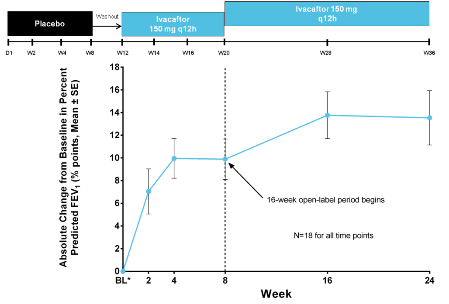 Placebo
Washout
Ivacaftor
150 mg q12h
Ivacaftor 150 mg
q12h
D1 W2 W4 W6 W8 W12 W14 W16 W20 W28 W36
Absolute Change from Baseline in Percent
Predicted FEV1 (% points, Mean ± SE)
18
16
14
12
10
8
6
4
2
0
16-week open-label period begins
N=18 for all time points
BL* 2 4 8 16 24
Week